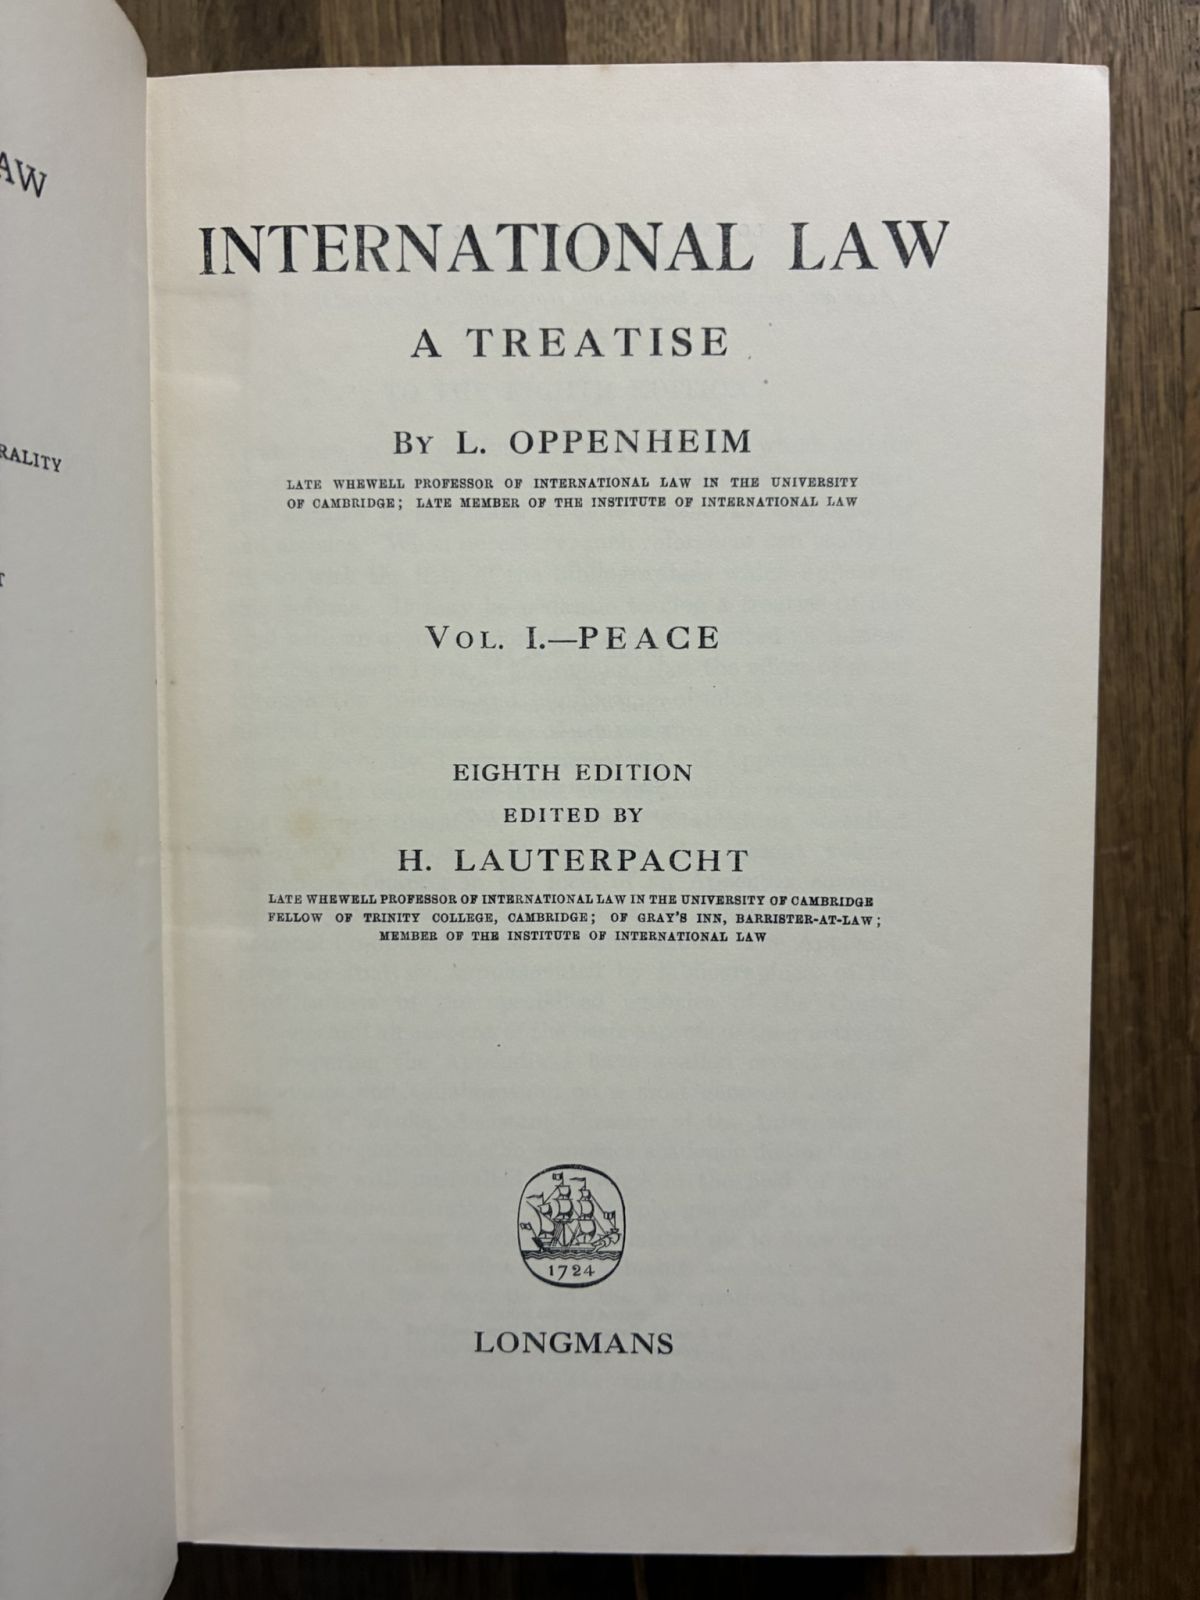 AW
RALITY
T
INTERNATIONAL LAW
A TREATISE
BY L. OPPENHEIM
LATE WHEWELL PROFESSOR OF INTERNATIONAL LAW IN THE UNIVERSITY
OF CAMBRIDGE; LATE MEMBER OF THE INSTITUTE OF INTERNATIONAL LAW
VOL. I.—PEACE
EIGHTH EDITION
EDITED BY
H. LAUTERPACHT
LATE WHEWELL PROFESSOR OF INTERNATIONAL LAW IN THE UNIVERSITY OF CAMBRIDGE
FELLOW OF TRINITY COLLEGE, CAMBRIDGE; OF GRAY'S INN, BARRISTER-AT-LAW;
MEMBER OF THE INSTITUTE OF INTERNATIONAL LAW
1724
LONGMANS